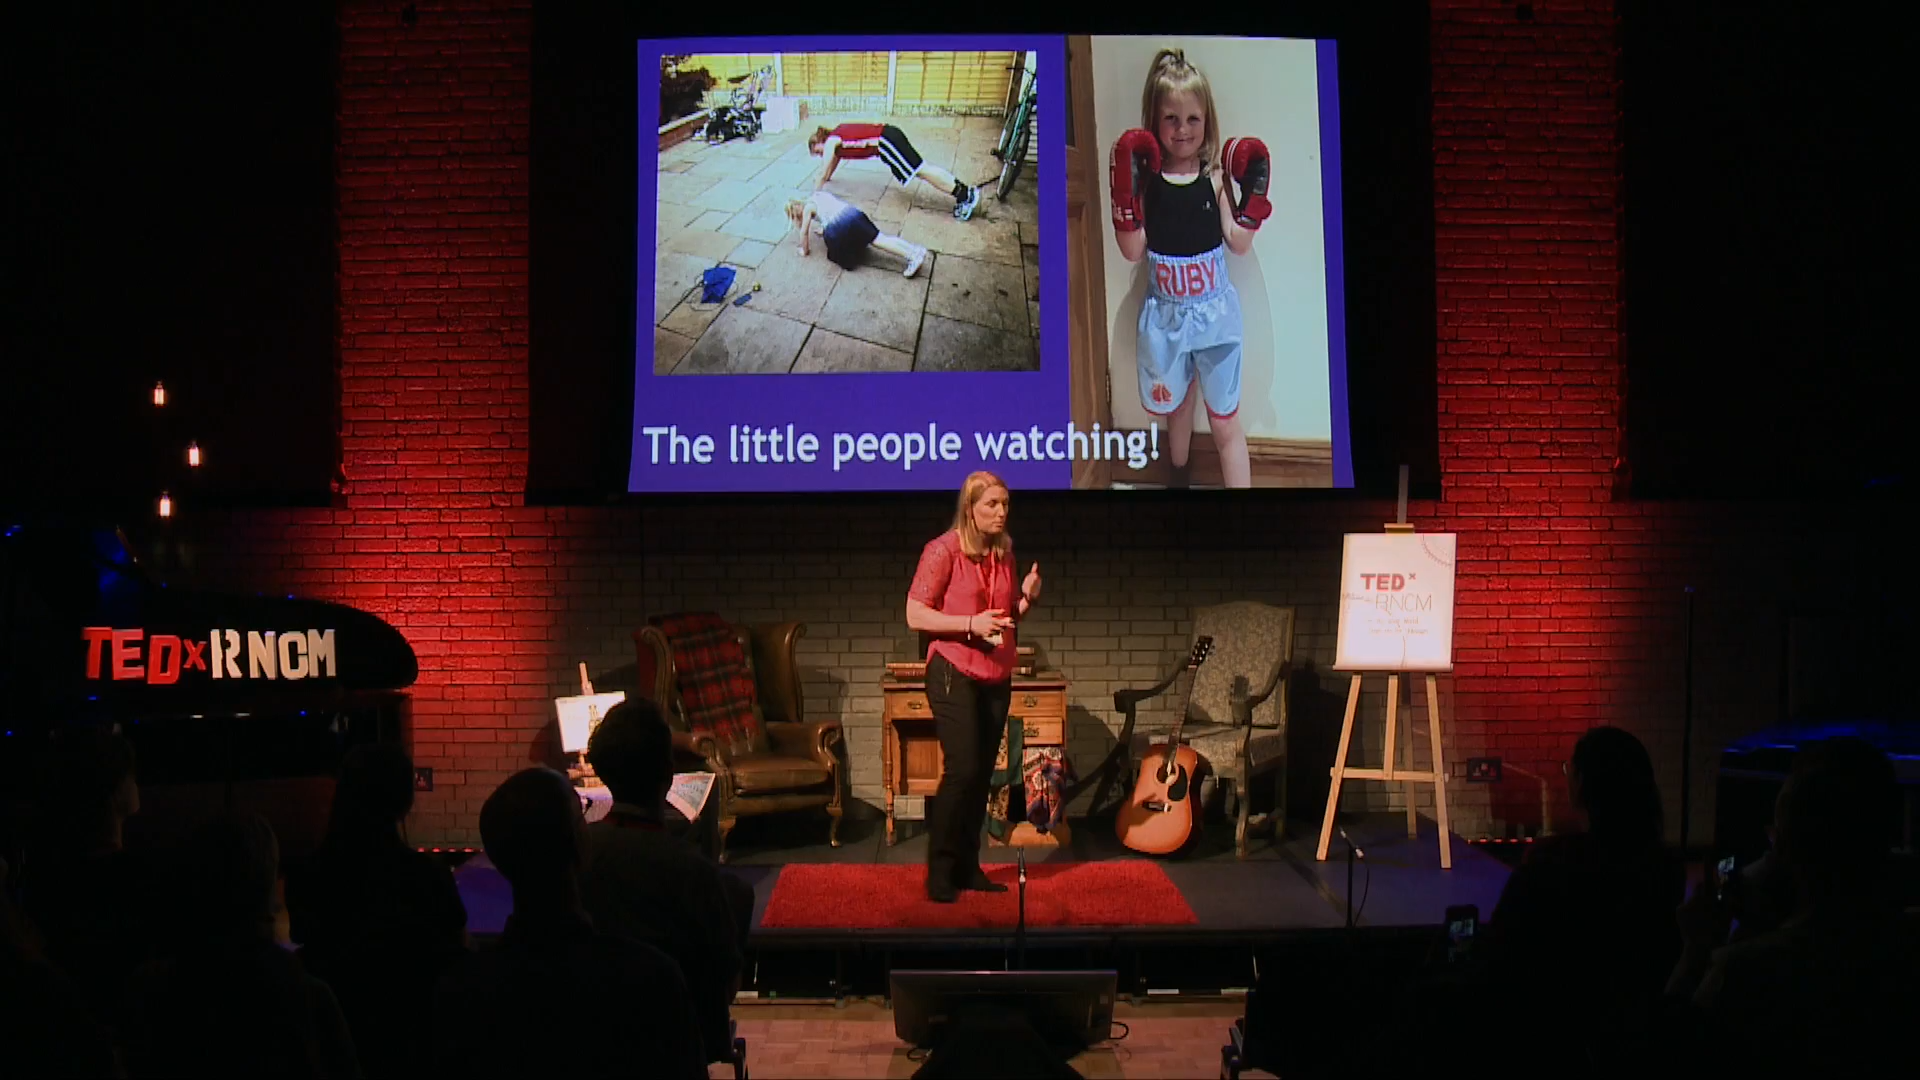 RUBY
The little people watching!
TEDx
RNCM
TEDxRNCM